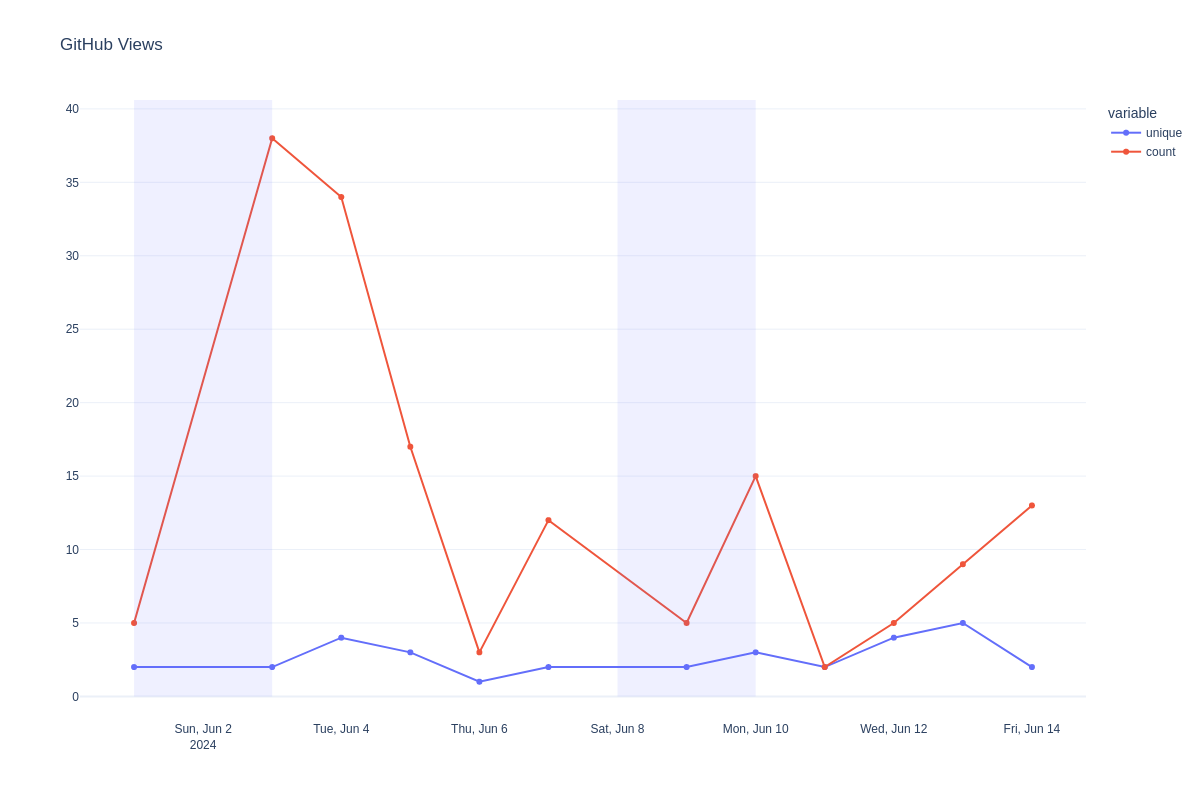 GitHub Views
40
35
30
25
20
15
10
5
0
variable
unique
count
Sun, Jun 2
2024
Tue, Jun 4
Thu, Jun 6
Sat, Jun 8
Mon, Jun 10
Wed, Jun 12
Fri, Jun 14